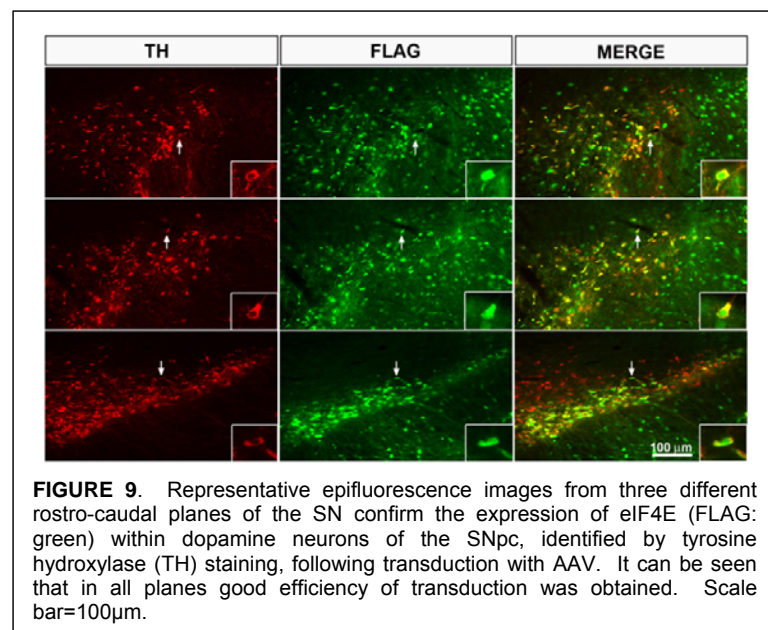 TH FLAG MERGE
100 µm
FIGURE 9. Representative epifluorescence images from three different
rostro-caudal planes of the SN confirm the expression of eIF4E (FLAG:
green) within dopamine neurons of the SNpc, identified by tyrosine
hydroxylase (TH) staining, following transduction with AAV. It can be seen
that in all planes good efficiency of transduction was obtained. Scale
bar=100µm.